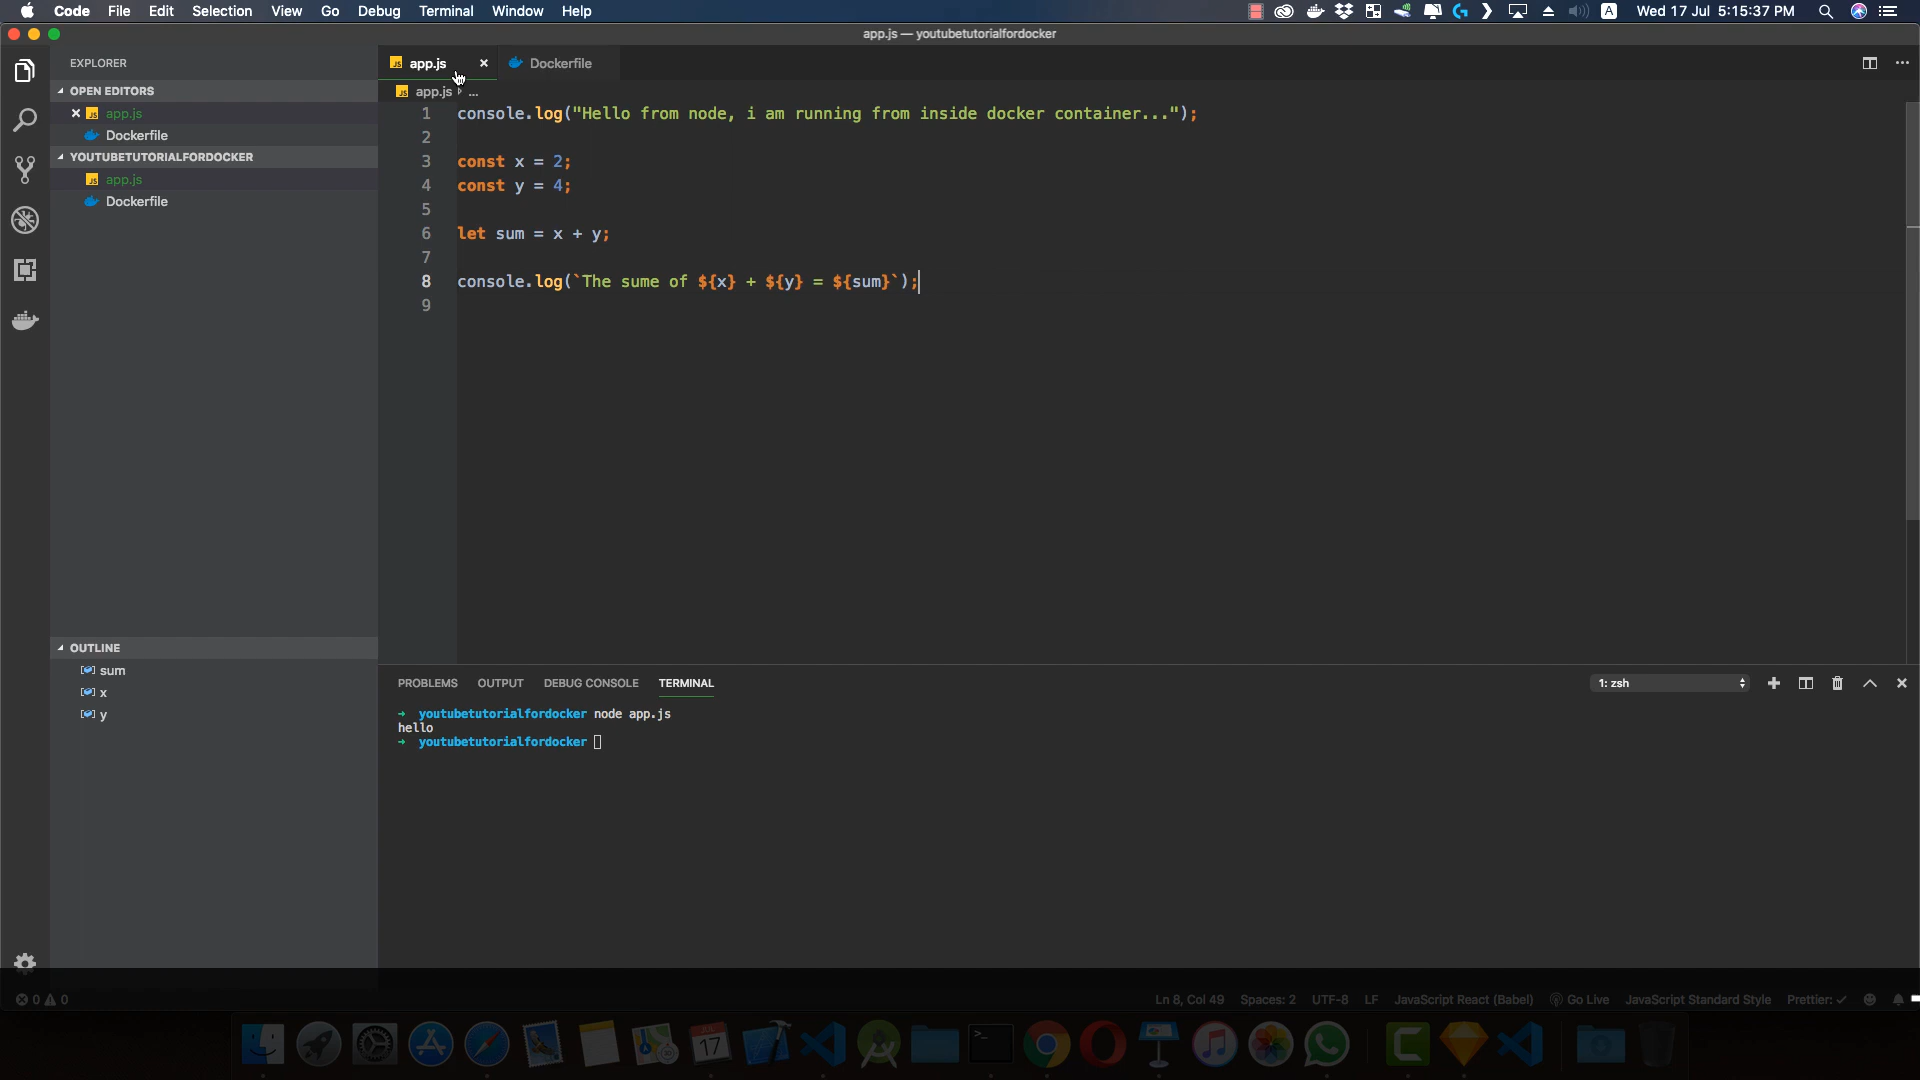 Code File Edit Selection View Go Debug Terminal Window Help
A Wed 17 Jul 5:15:37 PM
app.js — youtubetutorialfordocker
EXPLORER
OPEN EDITORS
app.js
Dockerfile
YOUTUBETUTORIALFORDOCKER
app.js
Dockerfile
OUTLINE
sum
x
y
app.js Dockerfile
app.js ...
1 console.log("Hello from node, i am running from inside docker container...");
2
3 const x = 2;
4 const y = 4;
5
6 let sum = x + y;
7
8 console.log(`The sume of ${x} + ${y} = ${sum}`);
9
PROBLEMS OUTPUT DEBUG CONSOLE TERMINAL
1: zsh
→ youtubetutorialfordocker node app.js
hello
→ youtubetutorialfordocker
0 0
Ln 8, Col 49 Spaces: 2 UTF-8 LF JavaScript React (Babel) Go Live JavaScript Standard Style Prettier: ✓
JUL
17